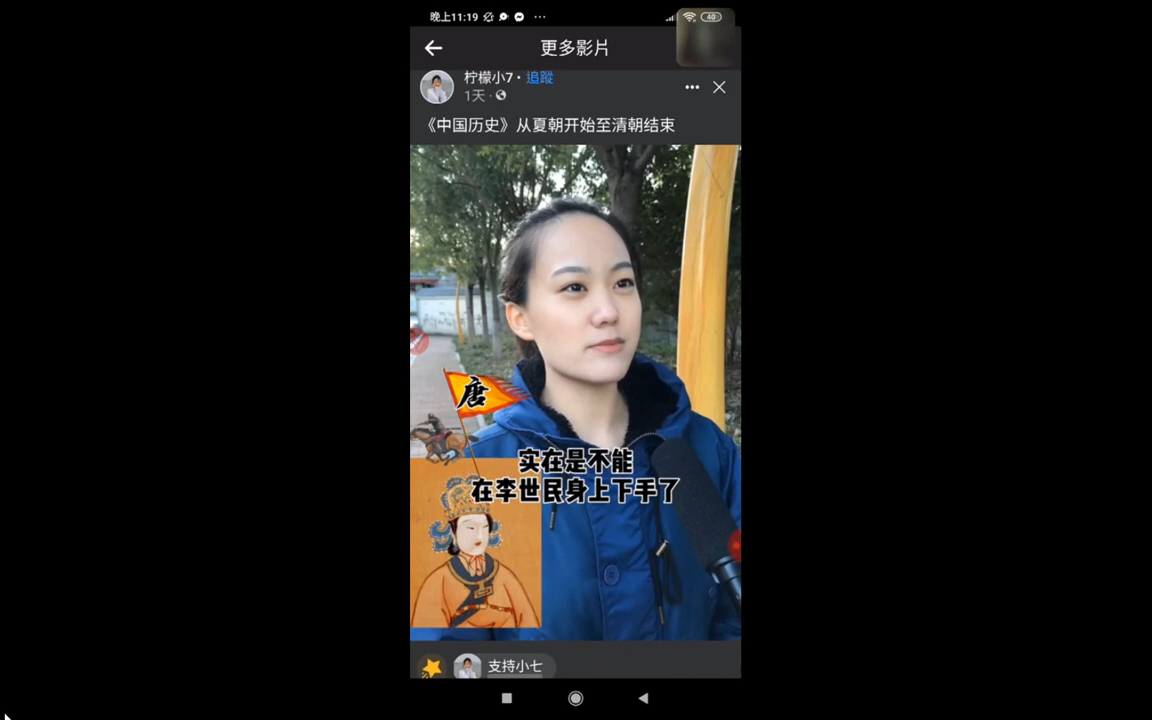 晚上11:19
40
更多影片
柠檬小7 · 追蹤
1天
《中国历史》从夏朝开始至清朝结束
唐
实在是不能
在李世民身上下手了
支持小七